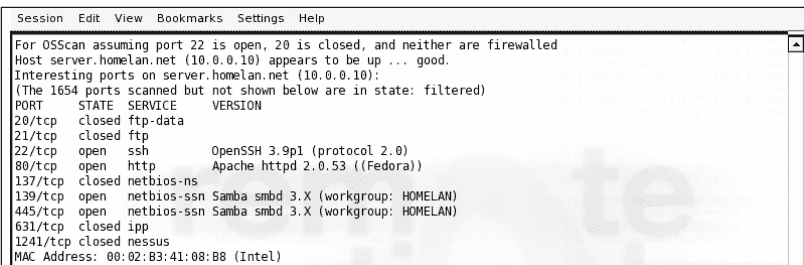 Session Edit View Bookmarks Settings Help
For OSScan assuming port 22 is open, 20 is closed, and neither are firewalled
Host server.homelan.net (10.0.0.10) appears to be up ... good.
Interesting ports on server.homelan.net (10.0.0.10):
(The 1654 ports scanned but not shown below are in state: filtered)
PORT     STATE  SERVICE     VERSION
20/tcp   closed ftp-data
21/tcp   closed ftp
22/tcp   open   ssh         OpenSSH 3.9p1 (protocol 2.0)
80/tcp   open   http        Apache httpd 2.0.53 ((Fedora))
137/tcp  closed netbios-ns
139/tcp  open   netbios-ssn Samba smbd 3.X (workgroup: HOMELAN)
445/tcp  open   netbios-ssn Samba smbd 3.X (workgroup: HOMELAN)
631/tcp  closed ipp
1241/tcp closed nessus
MAC Address: 00:02:B3:41:08:B8 (Intel)